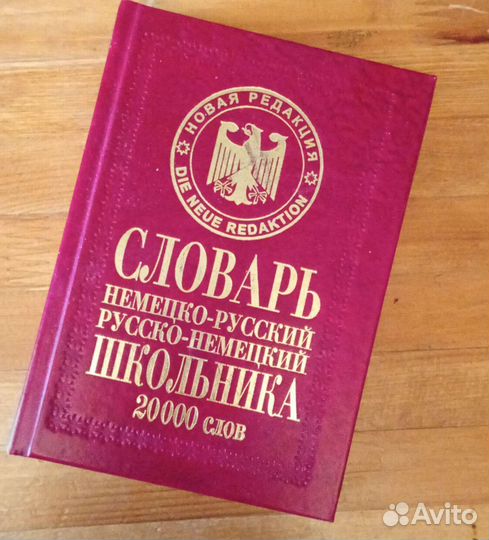 НОВАЯ РЕДАКЦИЯ
DIE NEUE REDAKTION
СЛОВАРЬ
НЕМЕЦКО-РУССКИЙ
РУССКО-НЕМЕЦКИЙ
ШКОЛЬНИКА
20000 слов
Avito